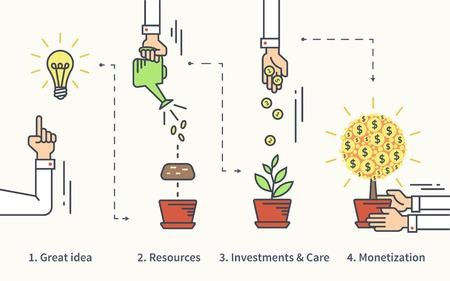 1. Great idea
2. Resources
3. Investments & Care
4. Monetization